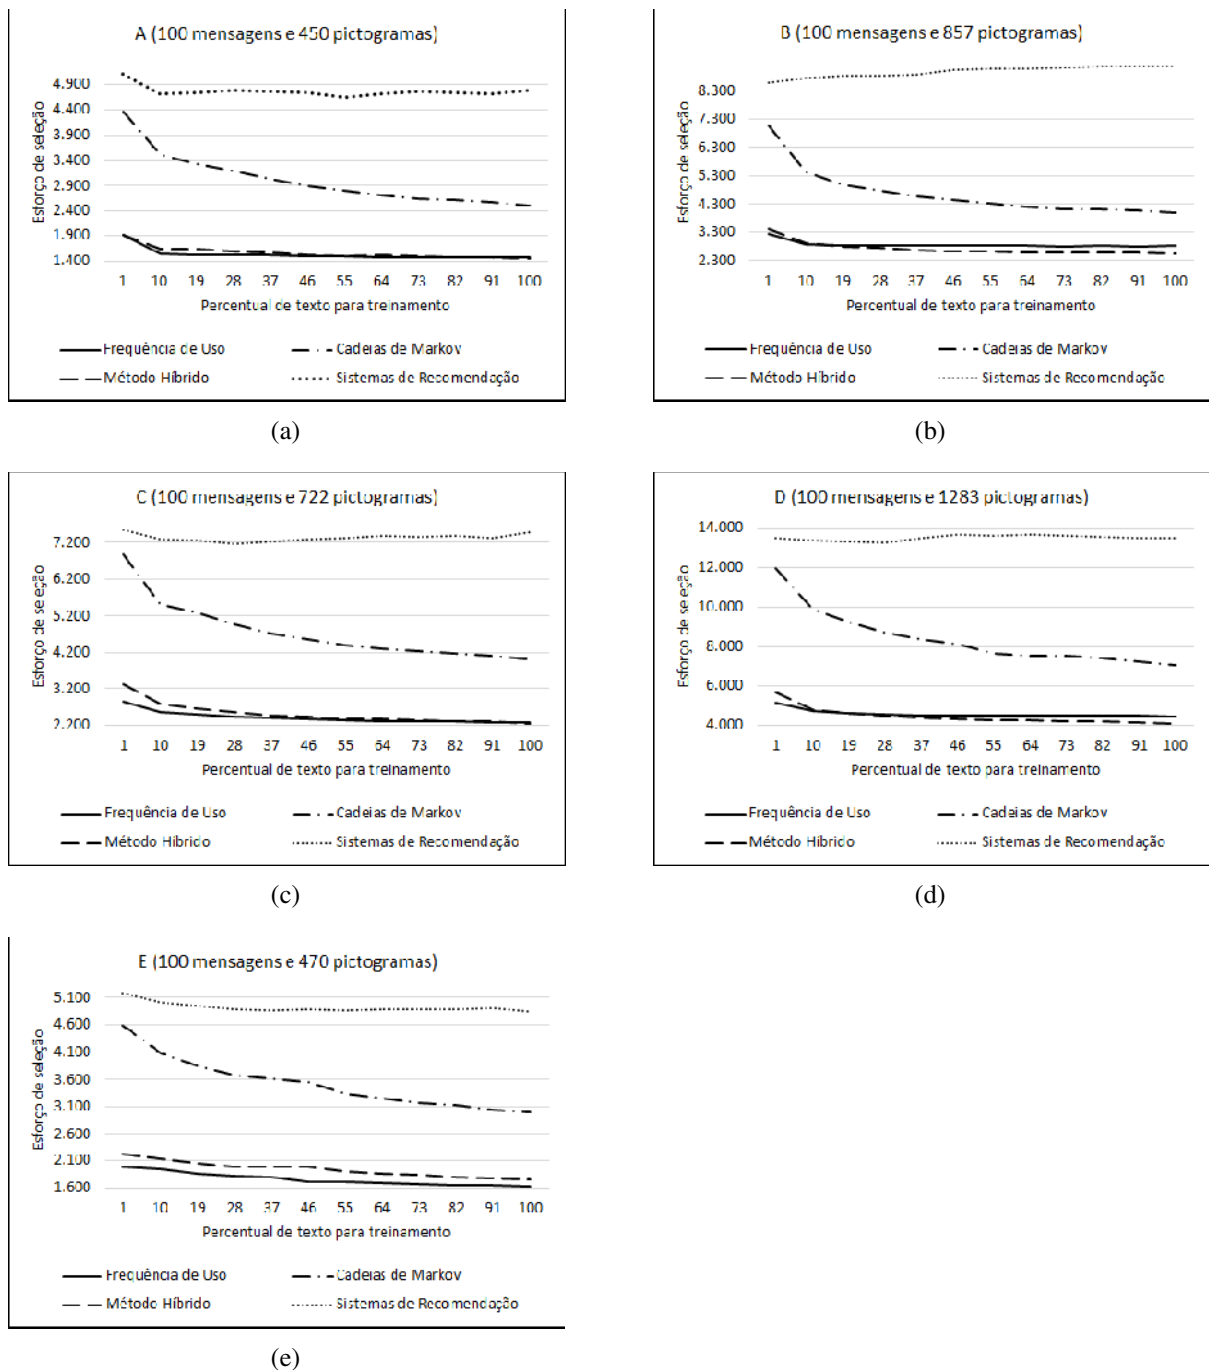 A (100 mensagens e 450 pictogramas)
Esforço de seleção
4.900
4.400
3.900
3.400
2.900
2.400
1.900
1.400
1 10 19 28 37 46 55 64 73 82 91 100
Percentual de texto para treinamento
Frequência de Uso
Cadeias de Markov
Método Híbrido
Sistemas de Recomendação
(a)
B (100 mensagens e 857 pictogramas)
Esforço de seleção
8.300
7.300
6.300
5.300
4.300
3.300
2.300
1 10 19 28 37 46 55 64 73 82 91 100
Percentual de texto para treinamento
Frequência de Uso
Cadeias de Markov
Método Híbrido
Sistemas de Recomendação
(b)
C (100 mensagens e 722 pictogramas)
Esforço de seleção
7.200
6.200
5.200
4.200
3.200
2.200
1 10 19 28 37 46 55 64 73 82 91 100
Percentual de texto para treinamento
Frequência de Uso
Cadeias de Markov
Método Híbrido
Sistemas de Recomendação
(c)
D (100 mensagens e 1283 pictogramas)
Esforço de seleção
14.000
12.000
10.000
8.000
6.000
4.000
1 10 19 28 37 46 55 64 73 82 91 100
Percentual de texto para treinamento
Frequência de Uso
Cadeias de Markov
Método Híbrido
Sistemas de Recomendação
(d)
E (100 mensagens e 470 pictogramas)
Esforço de seleção
5.100
4.600
4.100
3.600
3.100
2.600
2.100
1.600
1 10 19 28 37 46 55 64 73 82 91 100
Percentual de texto para treinamento
Frequência de Uso
Cadeias de Markov
Método Híbrido
Sistemas de Recomendação
(e)